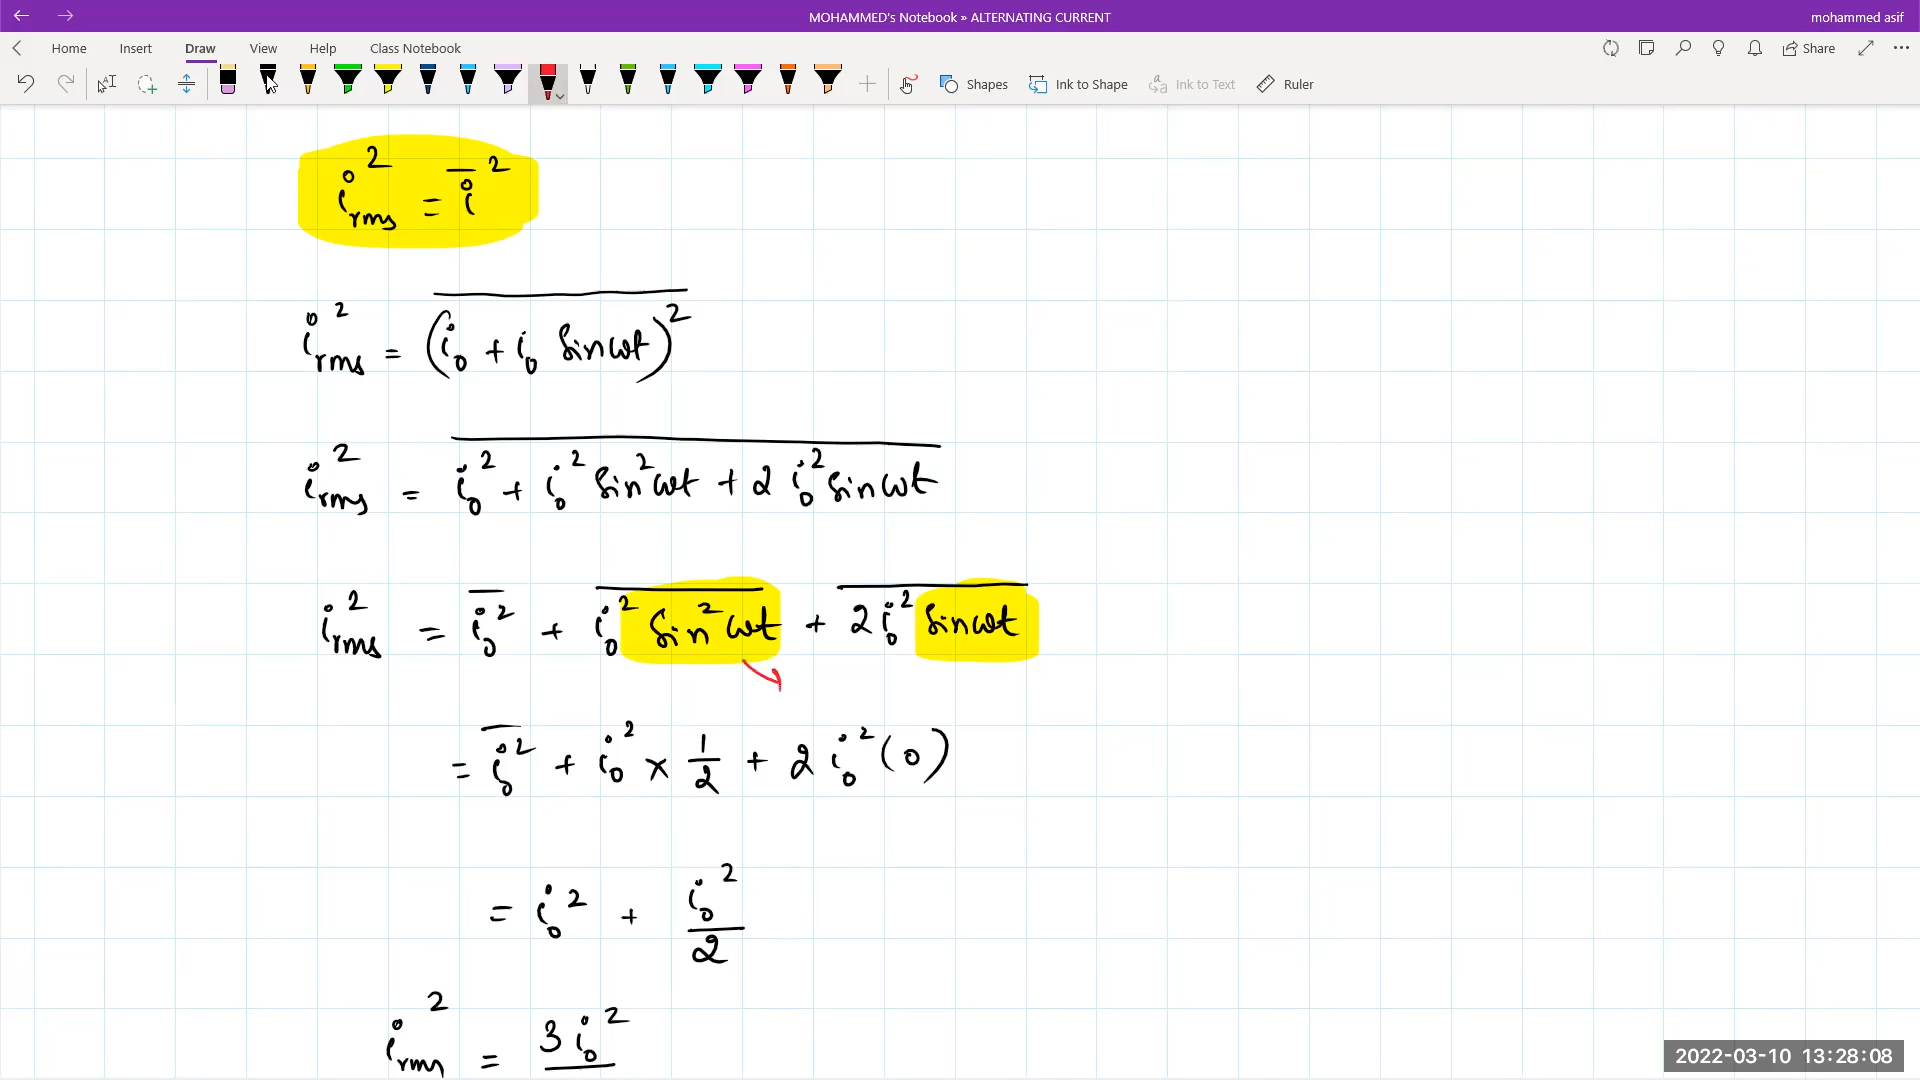 MOHAMMED's Notebook » ALTERNATING CURRENT
mohammed asif
Home Insert Draw View Help Class Notebook
Share
Shapes Ink to Shape Ink to Text Ruler
i²rms = i̅²
i²rms = (i₀ + i₀ Sinωt)²
i²rms = i₀² + i₀² Sin²ωt + 2 i₀² Sinωt
i²rms = i₀² + i₀² Sin²ωt + 2 i₀² Sinωt
= i₀² + i₀² × 1/2 + 2 i₀² (0)
= i₀² + i₀²/2
i²rms = 3 i₀²
2022-03-10 13:28:08